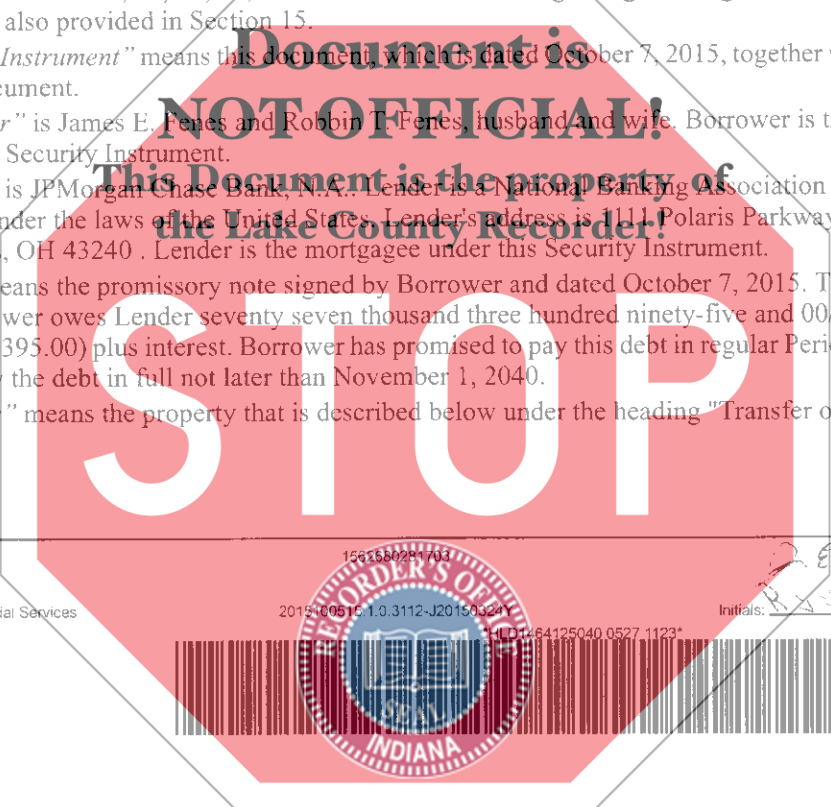 also provided in Section 15.
Document is
Instrument" means this document, which is dated October 7, 2015, together
cument.
NOT OFFICIAL!
r" is James E. Fenes and Robbin T. Fenes, husband and wife. Borrower is t
Security Instrument.
This Document is the property of
is JPMorgan Chase Bank, N.A.. Lender is a National Banking Association
nder the laws of the United States. Lender's address is 1111 Polaris Parkway
the Lake County Recorder!
, OH 43240 . Lender is the mortgagee under this Security Instrument.
eans the promissory note signed by Borrower and dated October 7, 2015. T
wer owes Lender seventy seven thousand three hundred ninety-five and 00/
395.00) plus interest. Borrower has promised to pay this debt in regular Peri
y the debt in full not later than November 1, 2040.
" means the property that is described below under the heading "Transfer o
STOP
1562680281703
RECORDER'S OFFICE
ial Services
Initials:
HLD1464125040 0527 1123*
SEAL
INDIANA